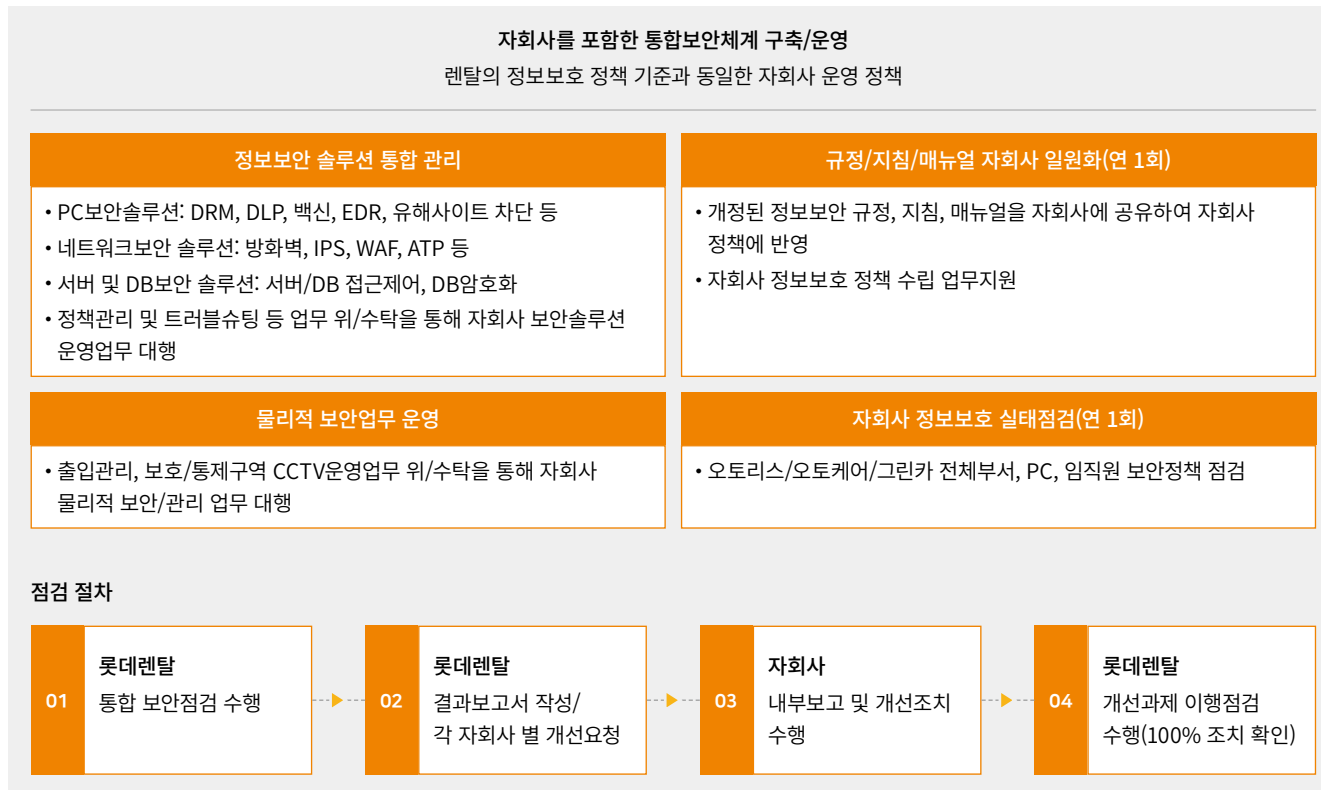 자회사를 포함한 통합보안체계 구축/운영
렌탈의 정보보호 정책 기준과 동일한 자회사 운영 정책
정보보안 솔루션 통합 관리
• PC보안솔루션: DRM, DLP, 백신, EDR, 유해사이트 차단 등
• 네트워크보안 솔루션: 방화벽, IPS, WAF, ATP 등
• 서버 및 DB보안 솔루션: 서버/DB 접근제어, DB암호화
• 정책관리 및 트러블슈팅 등 업무 위/수탁을 통해 자회사 보안솔루션
운영업무 대행
규정/지침/매뉴얼 자회사 일원화(연 1회)
• 개정된 정보보안 규정, 지침, 매뉴얼을 자회사에 공유하여 자회사
정책에 반영
• 자회사 정보보호 정책 수립 업무지원
물리적 보안업무 운영
• 출입관리, 보호/통제구역 CCTV운영업무 위/수탁을 통해 자회사
물리적 보안/관리 업무 대행
자회사 정보보호 실태점검(연 1회)
• 오토리스/오토케어/그린카 전체부서, PC, 임직원 보안정책 점검
점검 절차
01
롯데렌탈
통합 보안점검 수행
02
롯데렌탈
결과보고서 작성/
각 자회사 별 개선요청
03
자회사
내부보고 및 개선조치
수행
04
롯데렌탈
개선과제 이행점검
수행(100% 조치 확인)